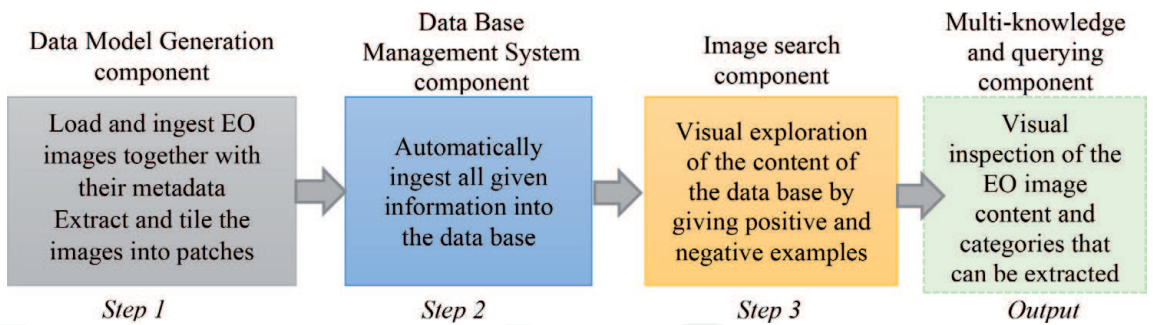 Data Model Generation
component
Load and ingest EO
images together with
their metadata
Extract and tile the
images into patches
Step 1
Data Base
Management System
component
Automatically
ingest all given
information into
the data base
Step 2
Image search
component
Visual exploration
of the content of
the data base by
giving positive and
negative examples
Step 3
Multi-knowledge
and querying
component
Visual
inspection of the
EO image
content and
categories that
can be extracted
Output